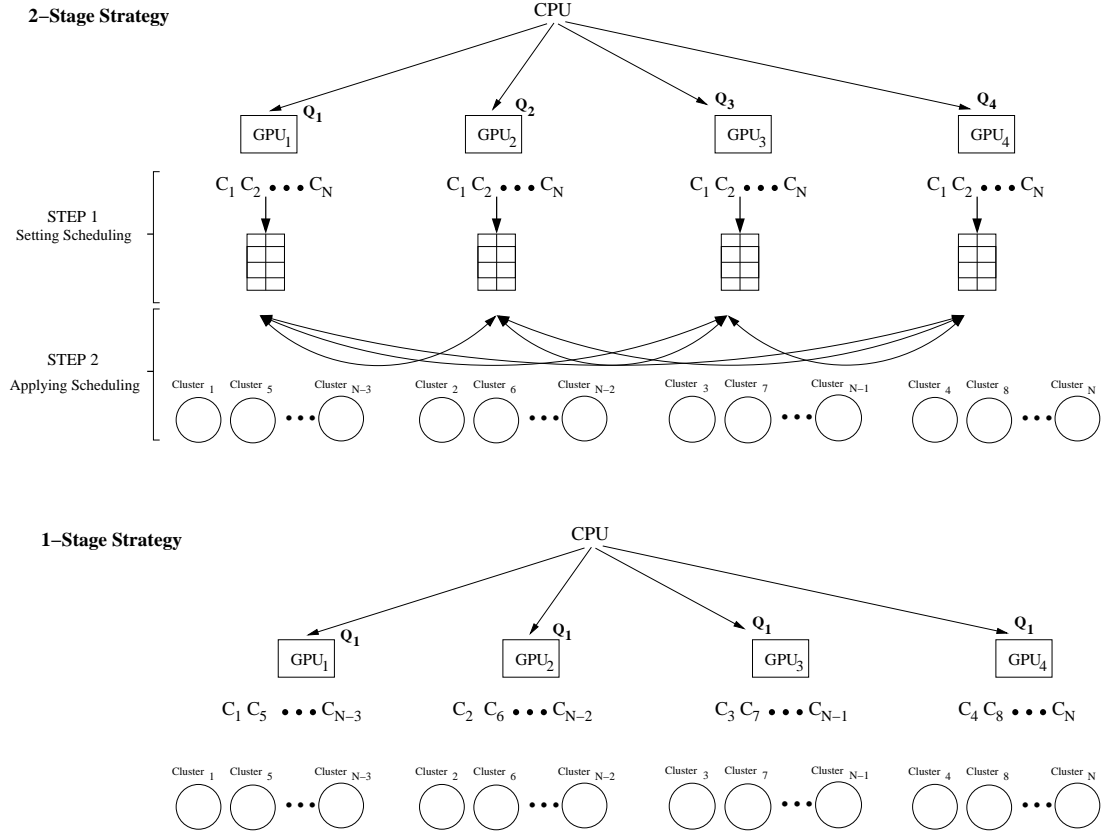 2−Stage Strategy
CPU
Q1 Q2 Q3 Q4
GPU1 GPU2 GPU3 GPU4
C1 C2 ••• CN C1 C2 ••• CN C1 C2 ••• CN C1 C2 ••• CN
STEP 1
Setting Scheduling
STEP 2
Applying Scheduling
Cluster 1 Cluster 5 ••• Cluster N−3 Cluster 2 Cluster 6 ••• Cluster N−2 Cluster 3 Cluster 7 ••• Cluster N−1 Cluster 4 Cluster 8 ••• Cluster N
1−Stage Strategy
CPU
Q1 Q1 Q1 Q1
GPU1 GPU2 GPU3 GPU4
C1 C5 •••• CN−3 C2 C6 •••• CN−2 C3 C7 •••• CN−1 C4 C8 •••• CN
Cluster 1 Cluster 5 ••• Cluster N−3 Cluster 2 Cluster 6 ••• Cluster N−2 Cluster 3 Cluster 7 ••• Cluster N−1 Cluster 4 Cluster 8 ••• Cluster N